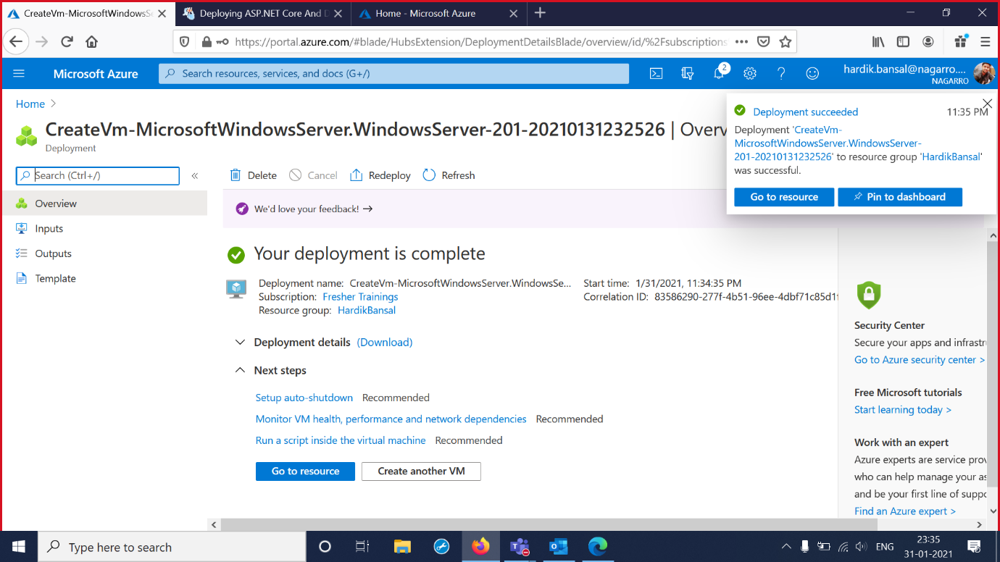 CreateVm-MicrosoftWindowsSe
Deploying ASP.NET Core And D
Home - Microsoft Azure
https://portal.azure.com/#blade/HubsExtension/DeploymentDetailsBlade/overview/id/%2Fsubscriptions
Microsoft Azure
Search resources, services, and docs (G+/)
2
hardik.bansal@nagarro....
NAGARRO
Home
CreateVm-MicrosoftWindowsServer.WindowsServer-201-20210131232526 | Overv
Deployment
Deployment succeeded 11:35 PM
Deployment 'CreateVm-
MicrosoftWindowsServer.WindowsServer-
201-20210131232526' to resource group 'HardikBansal'
was successful.
Go to resource
Pin to dashboard
Search (Ctrl+/)
«
Overview
Inputs
Outputs
Template
Delete
Cancel
Redeploy
Refresh
We'd love your feedback! →
Your deployment is complete
Deployment name: CreateVm-MicrosoftWindowsServer.WindowsSe...
Subscription: Fresher Trainings
Resource group: HardikBansal
Start time: 1/31/2021, 11:34:35 PM
Correlation ID: 83586290-277f-4b51-96ee-4dbf71c85d1f
Deployment details (Download)
Next steps
Setup auto-shutdown Recommended
Monitor VM health, performance and network dependencies Recommended
Run a script inside the virtual machine Recommended
Go to resource
Create another VM
Security Center
Secure your apps and infrastr
Go to Azure security center >
Free Microsoft tutorials
Start learning today >
Work with an expert
Azure experts are service prov
who can help manage your as
and be your first line of suppo
Find an Azure expert >
Type here to search
ENG
23:35
31-01-2021